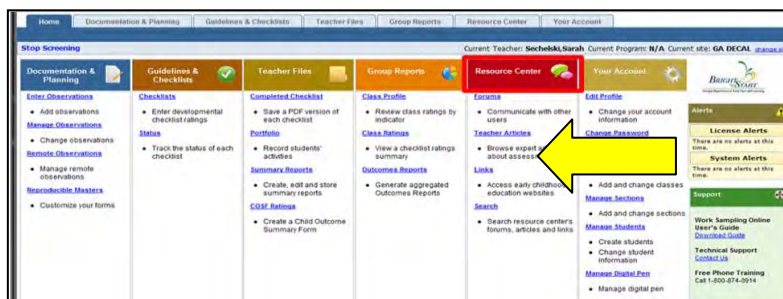 Home Documentation & Planning Guidelines & Checklists Teacher Files Group Reports Resource Center Your Account
Stop Screening
Current Teacher: Sechelski,Sarah Current Program: N/A Current site: GA DECAL change s
Documentation & Planning
Enter Observations
Add observations
Manage Observations
Change observations
Remote Observations
Manage remote
observations
Reproducible Masters
Customize your forms
Guidelines & Checklists
Checklists
Enter developmental
checklist ratings
Status
Track the status of each
checklist
Teacher Files
Completed Checklist
Save a PDF version of
each checklist
Portfolio
Record students'
activities
Summary Reports
Create, edit and store
summary reports
COSF Ratings
Create a Child Outcome
Summary Form
Group Reports
Class Profile
Review class ratings by
indicator
Class Ratings
View a checklist ratings
summary
Outcomes Reports
Generate aggregated
Outcomes Reports
Resource Center
Forums
Communicate with other
users
Teacher Articles
Browse expert
about assess
Links
Access early childhoo
education websites
Search
Search resource center's
forums, articles and links
Your Account
Edit Profile
Change your account
information
Change Password
Add and change classes
Manage Sections
Add and change sections
Manage Students
Create students
Change student
information
Manage Digital Pen
Manage digital pen
BRIGHT START
Alerts
License Alerts
There are no alerts at this
time.
System Alerts
There are no alerts at this
time.
Support
Work Sampling Online
User's Guide
Download Guide
Technical Support
Contact Us
Free Phone Training
Call 1-800-874-0914